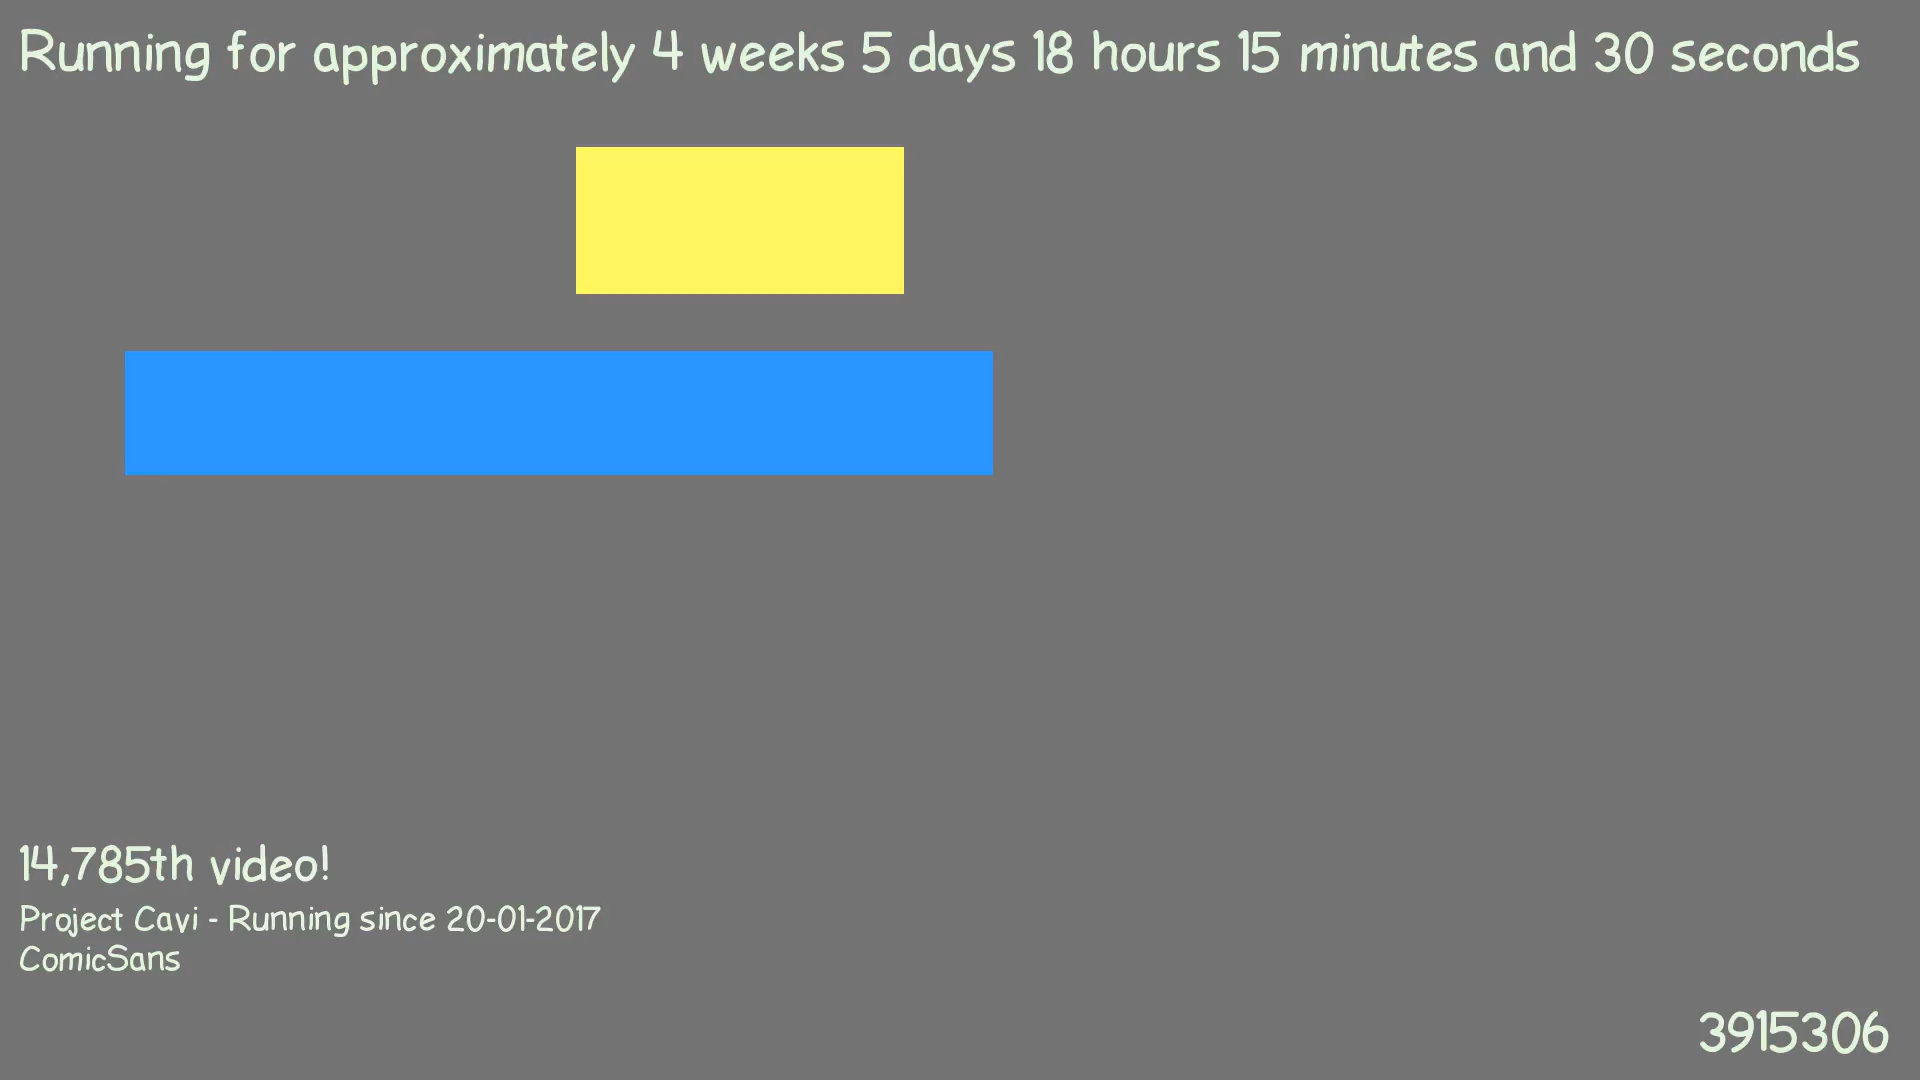 Running for approximately 4 weeks 5 days 18 hours 15 minutes and 30 seconds
14,785th video!
Project Cavi - Running since 20-01-2017
ComicSans
3915306